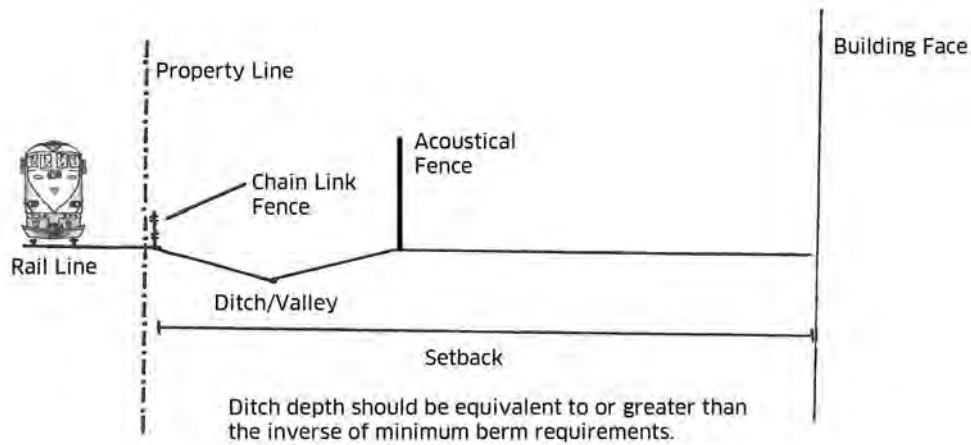 Property Line
Building Face
Acoustical
Fence
Chain Link
Fence
Rail Line
Ditch/Valley
Setback
Ditch depth should be equivalent to or greater than
the inverse of minimum berm requirements.